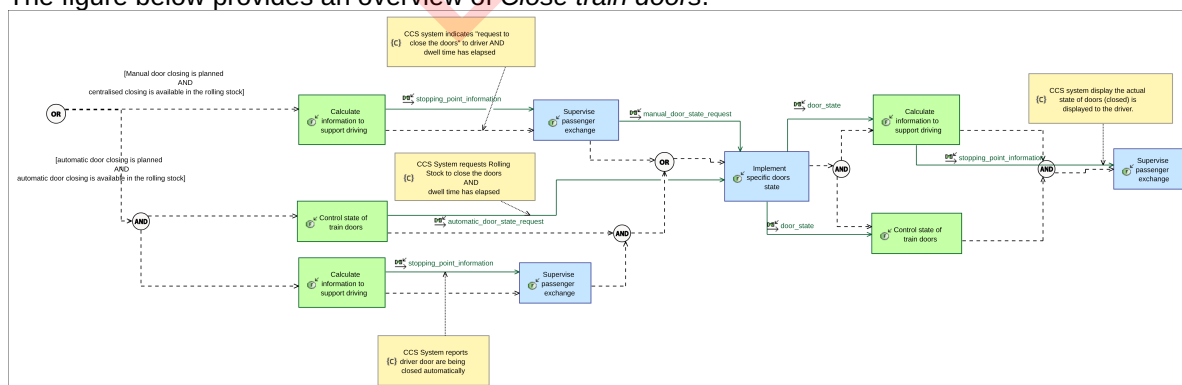 The figure below provides an overview of Close train doors.
CCS system indicates "request to
close the doors" to driver AND
dwell time has elapsed
{C}
[Manual door closing is planned
AND
centralised closing is available in the rolling stock]
OR
Calculate
information to
support driving
stopping_point_information
Supervise
passenger
exchange
manual_door_state_request
[automatic door closing is planned
AND
automatic door closing is available in the rolling stock]
CCS System requests Rolling
Stock to close the doors
AND
dwell time has elapsed
{C}
OR
Implement
specific doors
state
door_state
Calculate
information to
support driving
CCS system display the actual
state of doors (closed) is
displayed to the driver.
{C}
AND
stopping_point_information
AND
Supervise
passenger
exchange
AND
Control state of
train doors
automatic_door_state_request
AND
door_state
Control state of
train doors
Calculate
information to
support driving
stopping_point_information
Supervise
passenger
exchange
CCS System reports
driver door are being
closed automatically
{C}